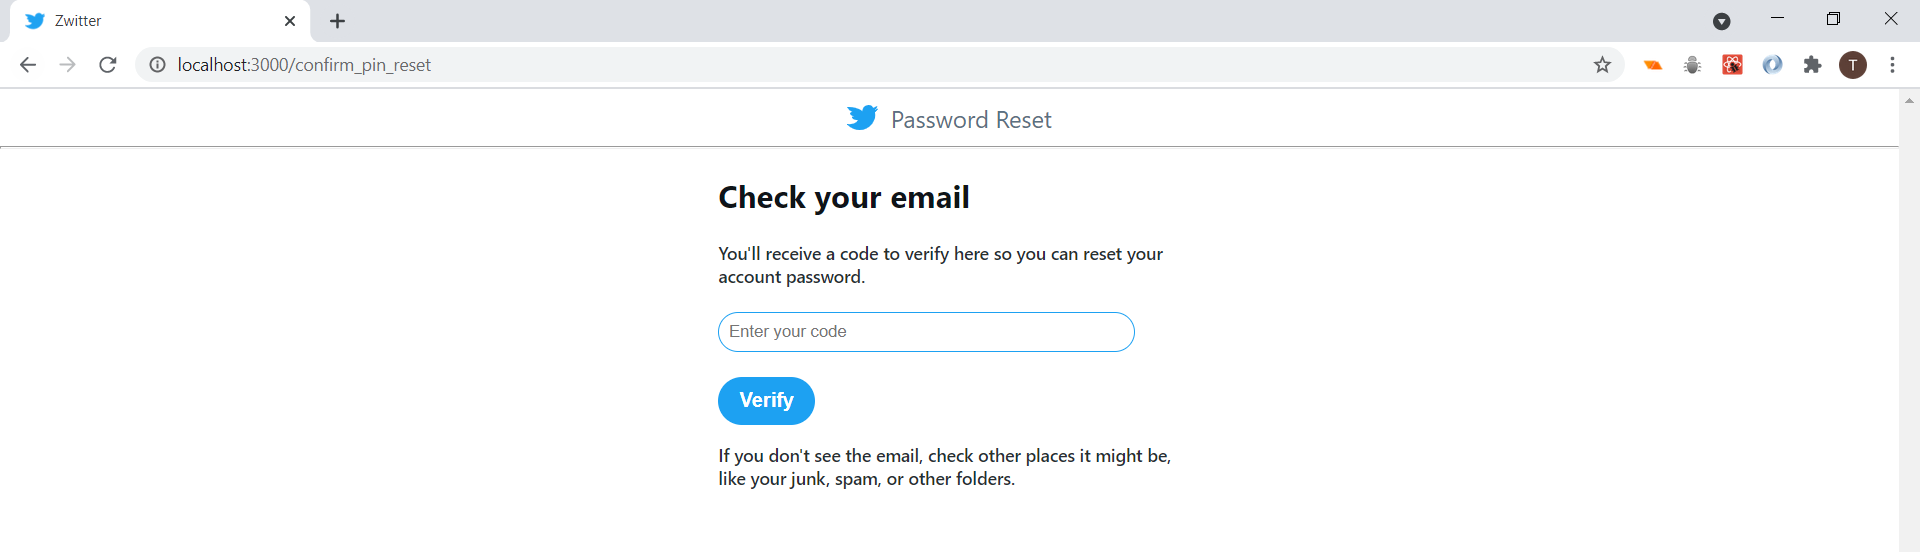 Zwitter
localhost:3000/confirm_pin_reset
T
Password Reset
Check your email
You'll receive a code to verify here so you can reset your
account password.
Enter your code
Verify
If you don't see the email, check other places it might be,
like your junk, spam, or other folders.